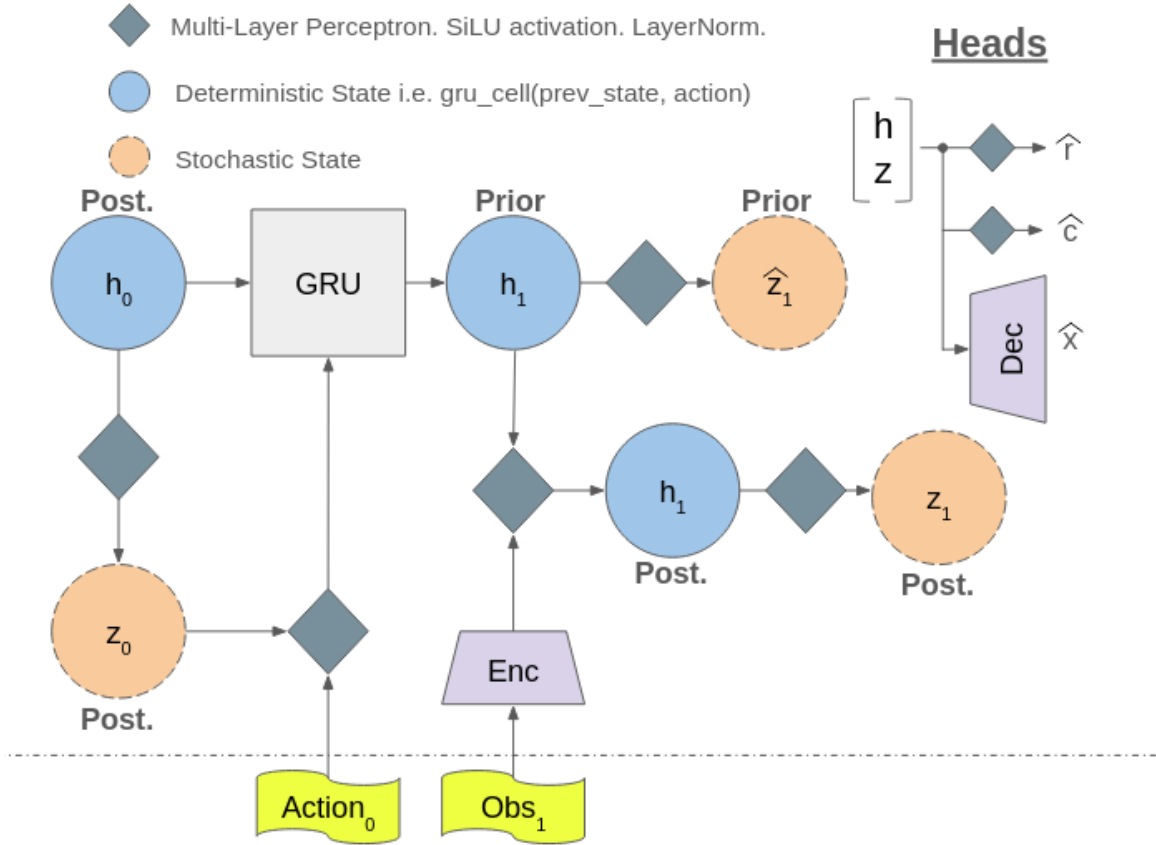 Multi-Layer Perceptron. SiLU activation. LayerNorm.
Heads
Deterministic State i.e. gru_cell(prev_state, action)
Stochastic State
h
z
r̂
ĉ
x̂
Dec
Post.
Prior
Prior
h₀
GRU
h₁
ẑ₁
h₁
z₁
Post.
Post.
z₀
Post.
Enc
Action₀
Obs₁